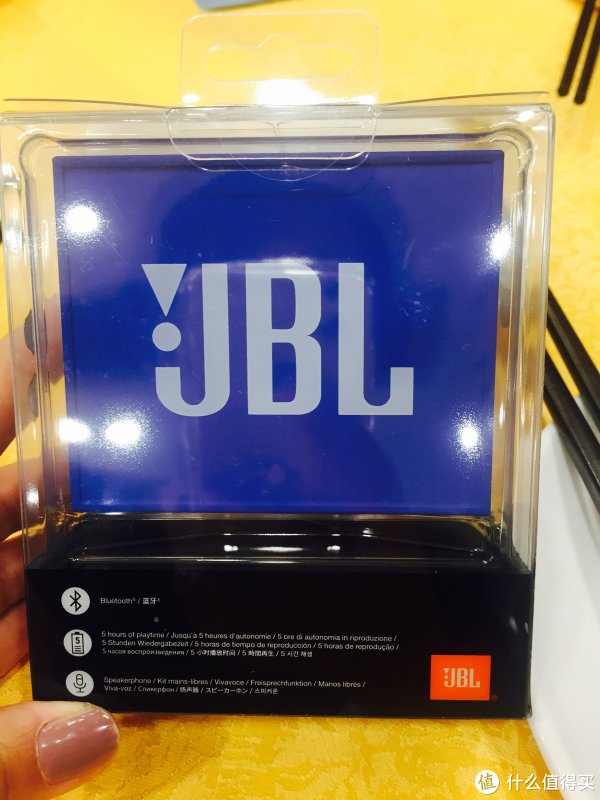 JBL
Bluetooth® / 蓝牙®
5
5 hours of playtime / Jusqu'à 5 heures d'autonomie / 5 ore di autonomia in riproduzione /
5 Stunden Wiedergabezeit / 5 horas de tiempo de reproducción / 5 horas de reprodução /
5 часов воспроизведения / 5 小时播放时间 / 5 時間再生 / 5 시간 재생
Speakerphone / Kit mains-libres / Vivavoce / Freisprechfunktion / Manos libres /
Viva-voz / Спикерфон / 扬声器 / スピーカーホン / 스피커폰
JBL®
值 什么值得买